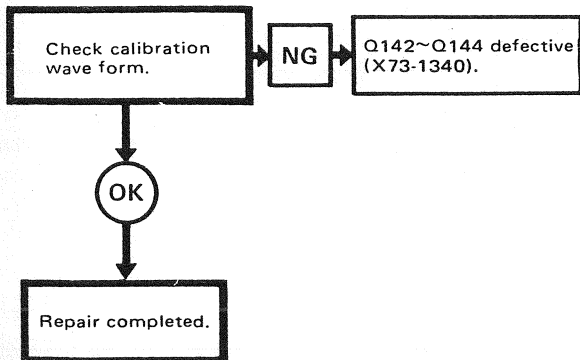 Check calibration
wave form.
NG
Q142~Q144 defective
(X73-1340).
OK
Repair completed.